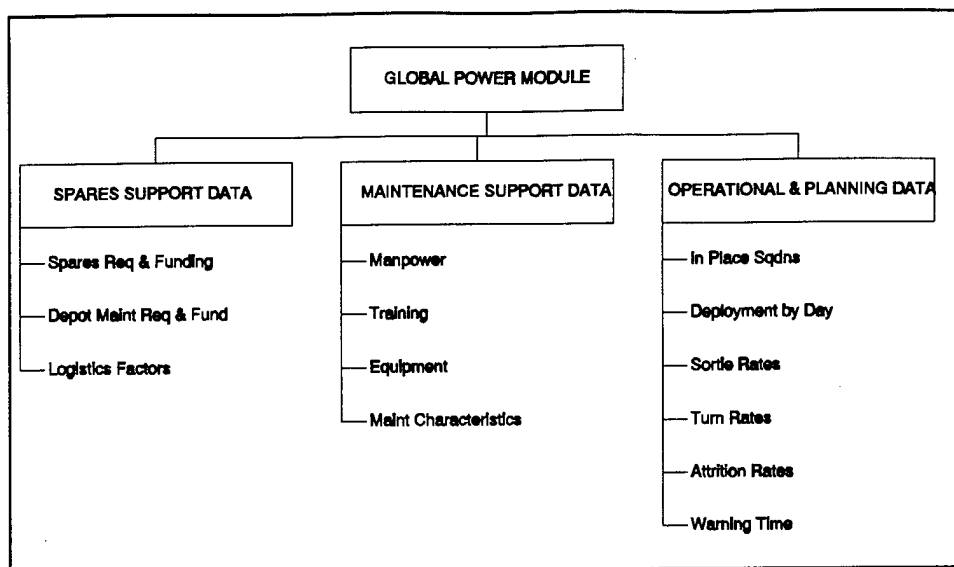 GLOBAL POWER MODULE
SPARES SUPPORT DATA
Spares Req & Funding
Depot Maint Req & Fund
Logistics Factors
MAINTENANCE SUPPORT DATA
Manpower
Training
Equipment
Maint Characteristics
OPERATIONAL & PLANNING DATA
In Place Sqdns
Deployment by Day
Sortie Rates
Turn Rates
Attrition Rates
Warning Time